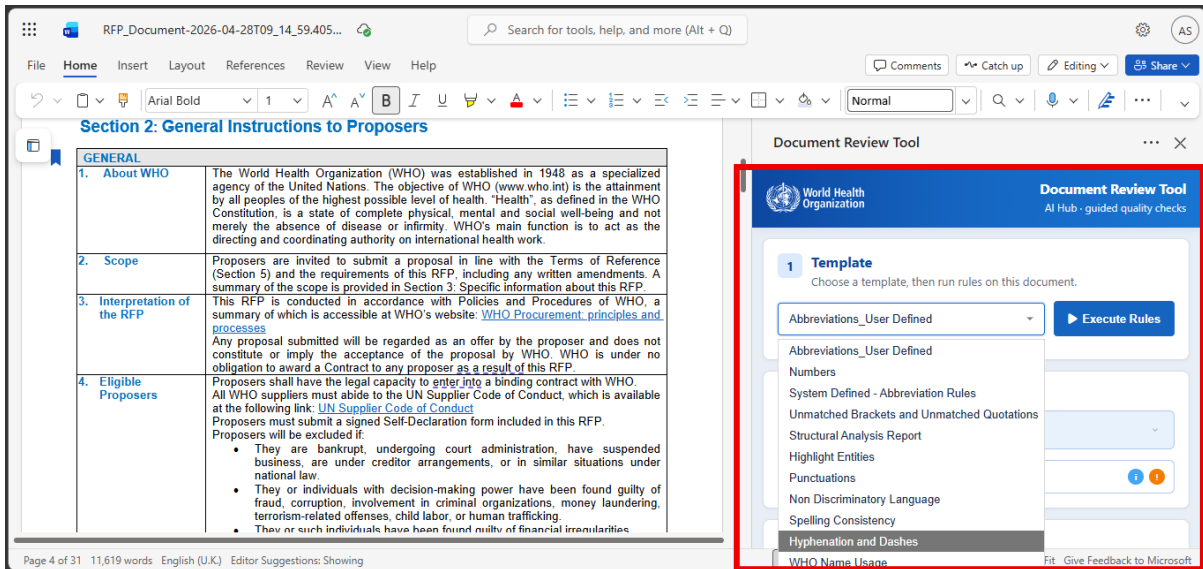 RFP_Document-2026-04-28T09_14_59.405...
Search for tools, help, and more (Alt + Q)
AS
File Home Insert Layout References Review View Help
Comments Catch up Editing Share
Arial Bold 1 A A B I U A Normal ...
Section 2: General Instructions to Proposers
GENERAL
1. About WHO
The World Health Organization (WHO) was established in 1948 as a specialized
agency of the United Nations. The objective of WHO (www.who.int) is the attainment
by all peoples of the highest possible level of health. “Health”, as defined in the WHO
Constitution, is a state of complete physical, mental and social well-being and not
merely the absence of disease or infirmity. WHO's main function is to act as the
directing and coordinating authority on international health work.
2. Scope
Proposers are invited to submit a proposal in line with the Terms of Reference
(Section 5) and the requirements of this RFP, including any written amendments. A
summary of the scope is provided in Section 3: Specific information about this RFP.
3. Interpretation of
the RFP
This RFP is conducted in accordance with Policies and Procedures of WHO, a
summary of which is accessible at WHO’s website: WHO Procurement: principles and
processes
Any proposal submitted will be regarded as an offer by the proposer and does not
constitute or imply the acceptance of the proposal by WHO. WHO is under no
obligation to award a Contract to any proposer as a result of this RFP.
4. Eligible
Proposers
Proposers shall have the legal capacity to enter into a binding contract with WHO.
All WHO suppliers must abide to the UN Supplier Code of Conduct, which is available
at the following link: UN Supplier Code of Conduct
Proposers must submit a signed Self-Declaration form included in this RFP.
Proposers will be excluded if:
• They are bankrupt, undergoing court administration, have suspended
business, are under creditor arrangements, or in similar situations under
national law.
• They or individuals with decision-making power have been found guilty of
fraud, corruption, involvement in criminal organizations, money laundering,
terrorism-related offenses, child labor, or human trafficking.
• They or such individuals have been found guilty of financial irregularities
Page 4 of 31 11,619 words English (U.K.) Editor Suggestions: Showing
Document Review Tool
World Health
Organization
Document Review Tool
AI Hub · guided quality checks
1 Template
Choose a template, then run rules on this document.
Abbreviations_User Defined
Execute Rules
Abbreviations_User Defined
Numbers
System Defined - Abbreviation Rules
Unmatched Brackets and Unmatched Quotations
Structural Analysis Report
Highlight Entities
Punctuations
Non Discriminatory Language
Spelling Consistency
Hyphenation and Dashes
WHO Name Usage
Fit Give Feedback to Microsoft